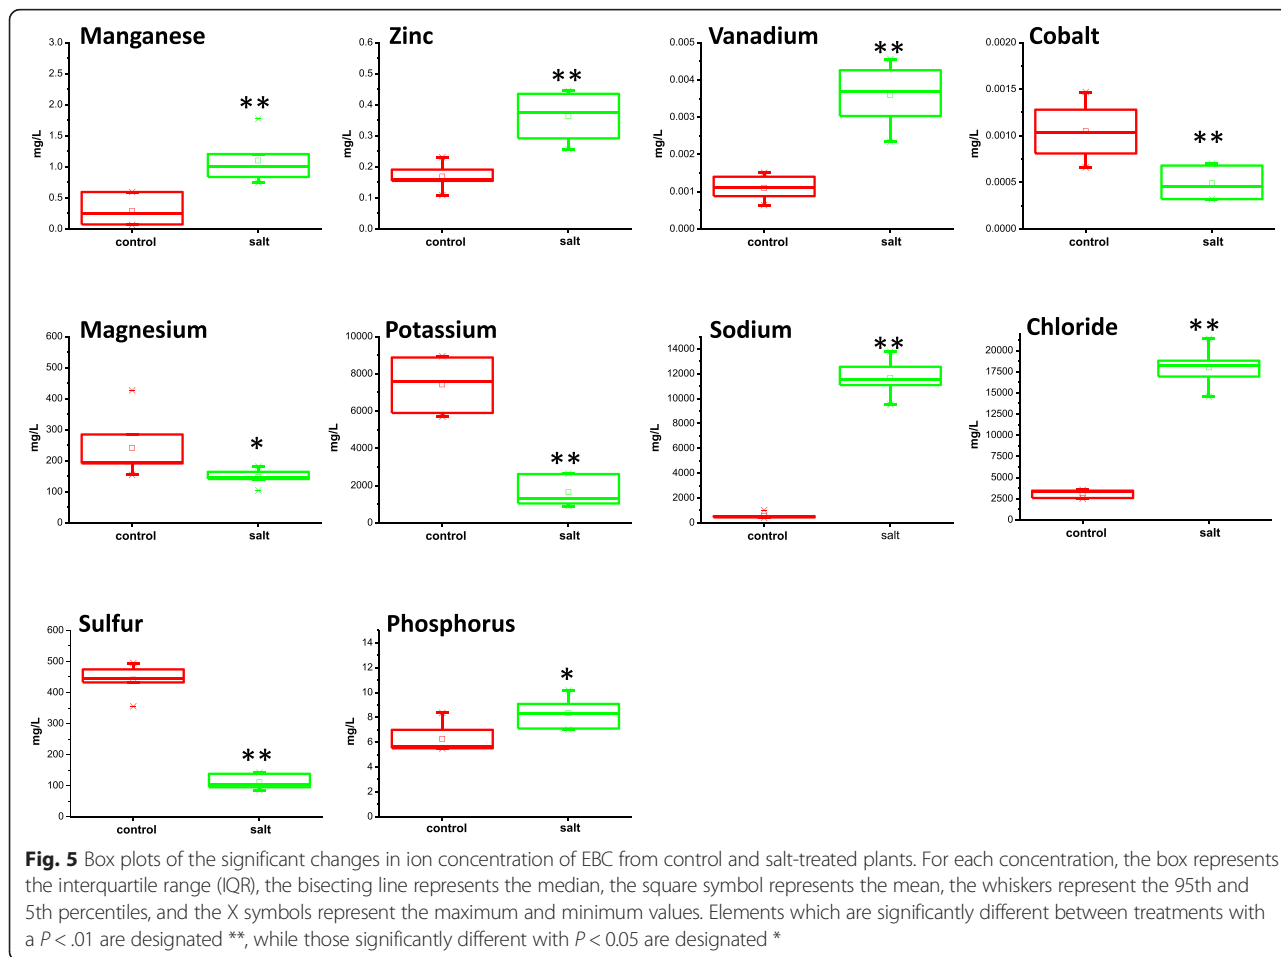 Manganese
3.0
2.5
2.0
1.5
1.0
0.5
0.0
mg/L
**
control salt
Zinc
0.6
0.5
0.4
0.3
0.2
0.1
0.0
mg/L
**
control salt
Vanadium
0.005
0.004
0.003
0.002
0.001
0.000
mg/L
**
control salt
Cobalt
0.0020
0.0015
0.0010
0.0005
0.0000
mg/L
**
control salt
Magnesium
600
500
400
300
200
100
0
mg/L
*
control salt
Potassium
10000
8000
6000
4000
2000
0
mg/L
**
control salt
Sodium
14000
12000
10000
8000
6000
4000
2000
0
mg/L
**
control salt
Chloride
20000
17500
15000
12500
10000
7500
5000
2500
0
mg/L
**
control salt
Sulfur
600
500
400
300
200
100
0
mg/L
**
control salt
Phosphorus
14
12
10
8
6
4
2
0
mg/L
*
control salt
Fig. 5 Box plots of the significant changes in ion concentration of EBC from control and salt-treated plants. For each concentration, the box represents
the interquartile range (IQR), the bisecting line represents the median, the square symbol represents the mean, the whiskers represent the 95th and
5th percentiles, and the X symbols represent the maximum and minimum values. Elements which are significantly different between treatments with
a P < .01 are designated **, while those significantly different with P < 0.05 are designated *